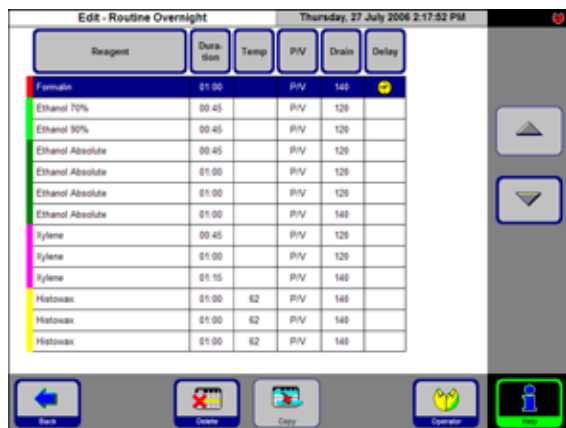 Edit - Routine Overnight
Thursday, 27 July 2006 2:17:52 PM
Reagent Dura-tion Temp P/V Drain Delay
Formalin 01:00 P/V 140
Ethanol 70% 00:45 P/V 120
Ethanol 90% 00:45 P/V 120
Ethanol Absolute 00:45 P/V 120
Ethanol Absolute 01:00 P/V 120
Ethanol Absolute 01:00 P/V 120
Ethanol Absolute 01:00 P/V 140
Xylene 00:45 P/V 120
Xylene 01:00 P/V 120
Xylene 01:15 P/V 140
Histowax 01:00 62 P/V 140
Histowax 01:00 62 P/V 140
Histowax 01:00 62 P/V 140
Back Delete Copy Operator Help